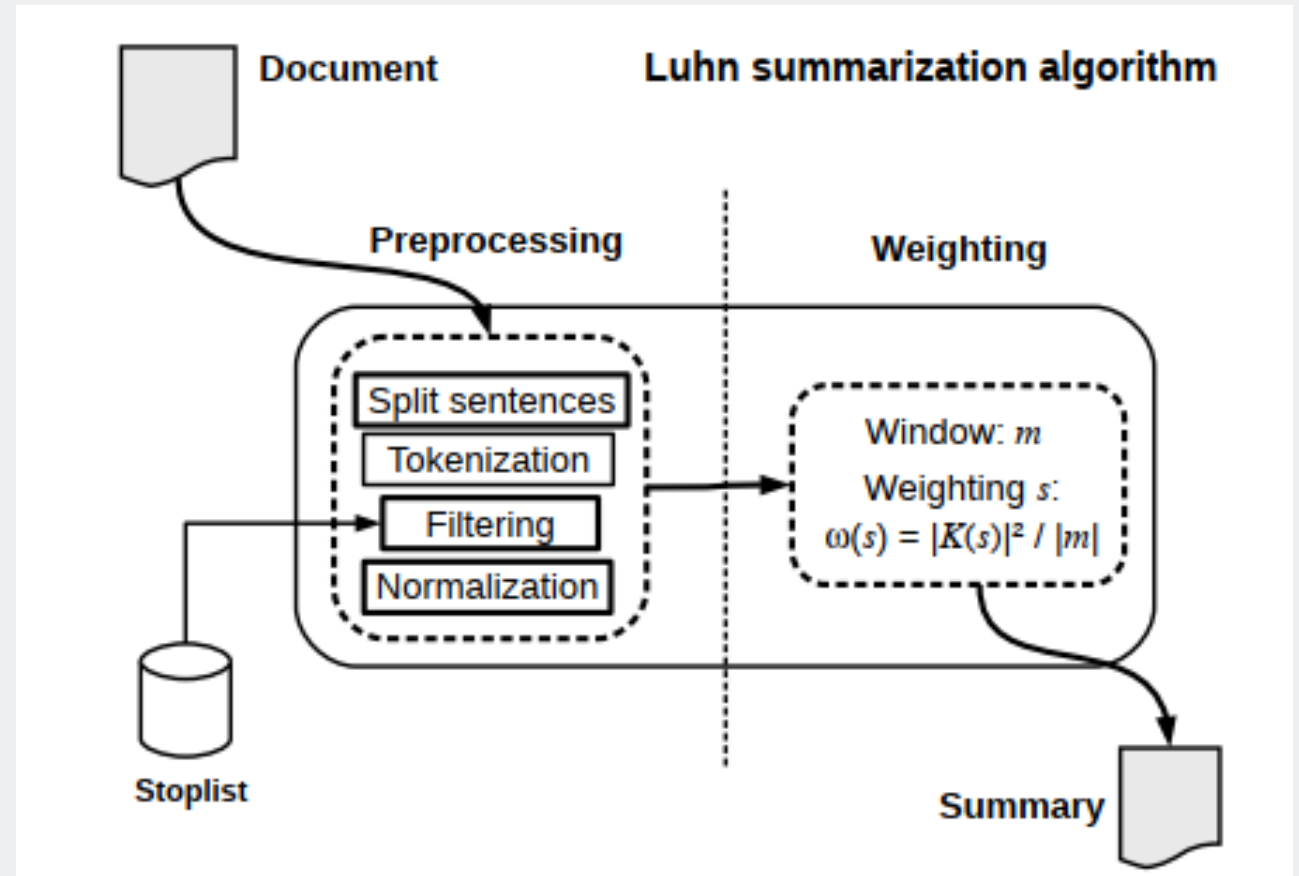 Document
Luhn summarization algorithm
Preprocessing
Weighting
Split sentences
Tokenization
Filtering
Normalization
Window: m
Weighting s:
ω(s) = |K(s)|² / |m|
Stoplist
Summary